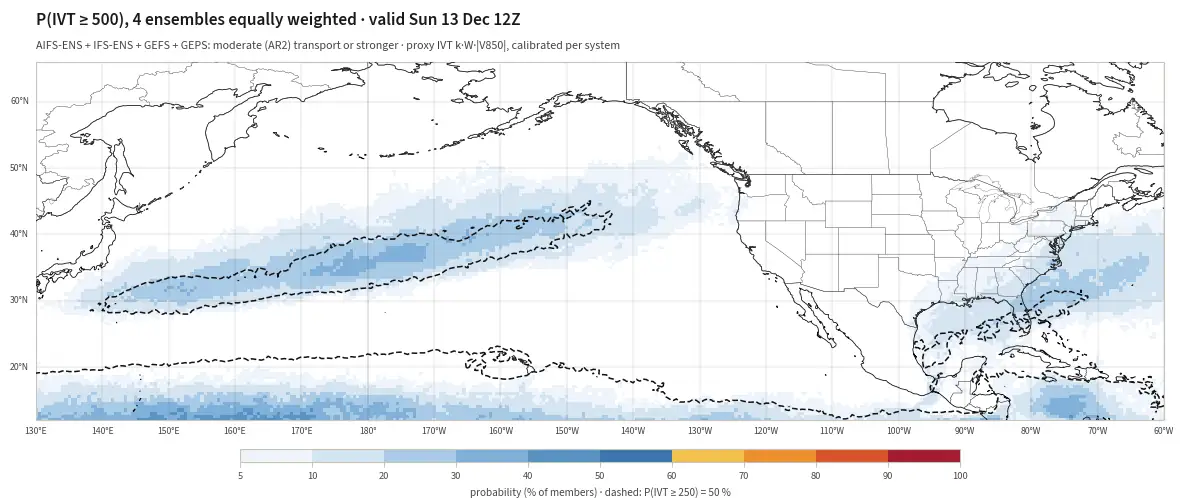 P(IVT ≥ 500), 4 ensembles equally weighted · valid Sun 13 Dec 12Z
AIFS-ENS + IFS-ENS + GEFS + GEPS: moderate (AR2) transport or stronger · proxy IVT k·W·|V850|, calibrated per system
60°N
50°N
40°N
30°N
20°N
130°E 140°E 150°E 160°E 170°E 180° 170°W 160°W 150°W 140°W 130°W 120°W 110°W 100°W 90°W 80°W 70°W 60°W
5 10 20 30 40 50 60 70 80 90 100
probability (% of members) · dashed: P(IVT ≥ 250) = 50 %